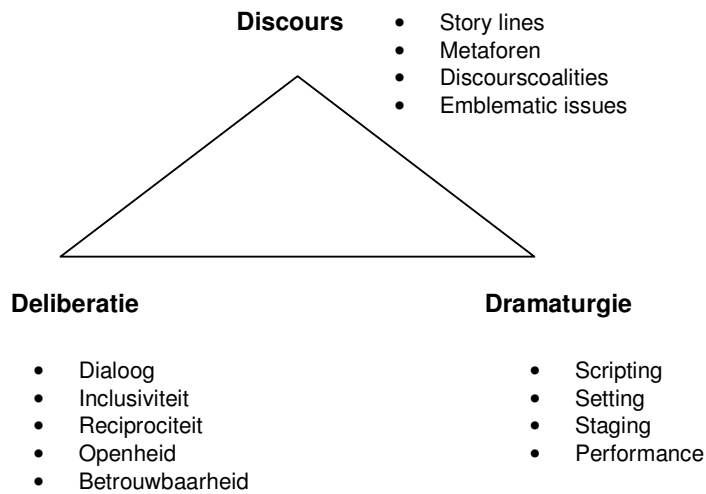 Discours
• Story lines
• Metaforen
• Discourscoalities
• Emblematic issues
Deliberatie
• Dialoog
• Inclusiviteit
• Reciprociteit
• Openheid
• Betrouwbaarheid
Dramaturgie
• Scripting
• Setting
• Staging
• Performance